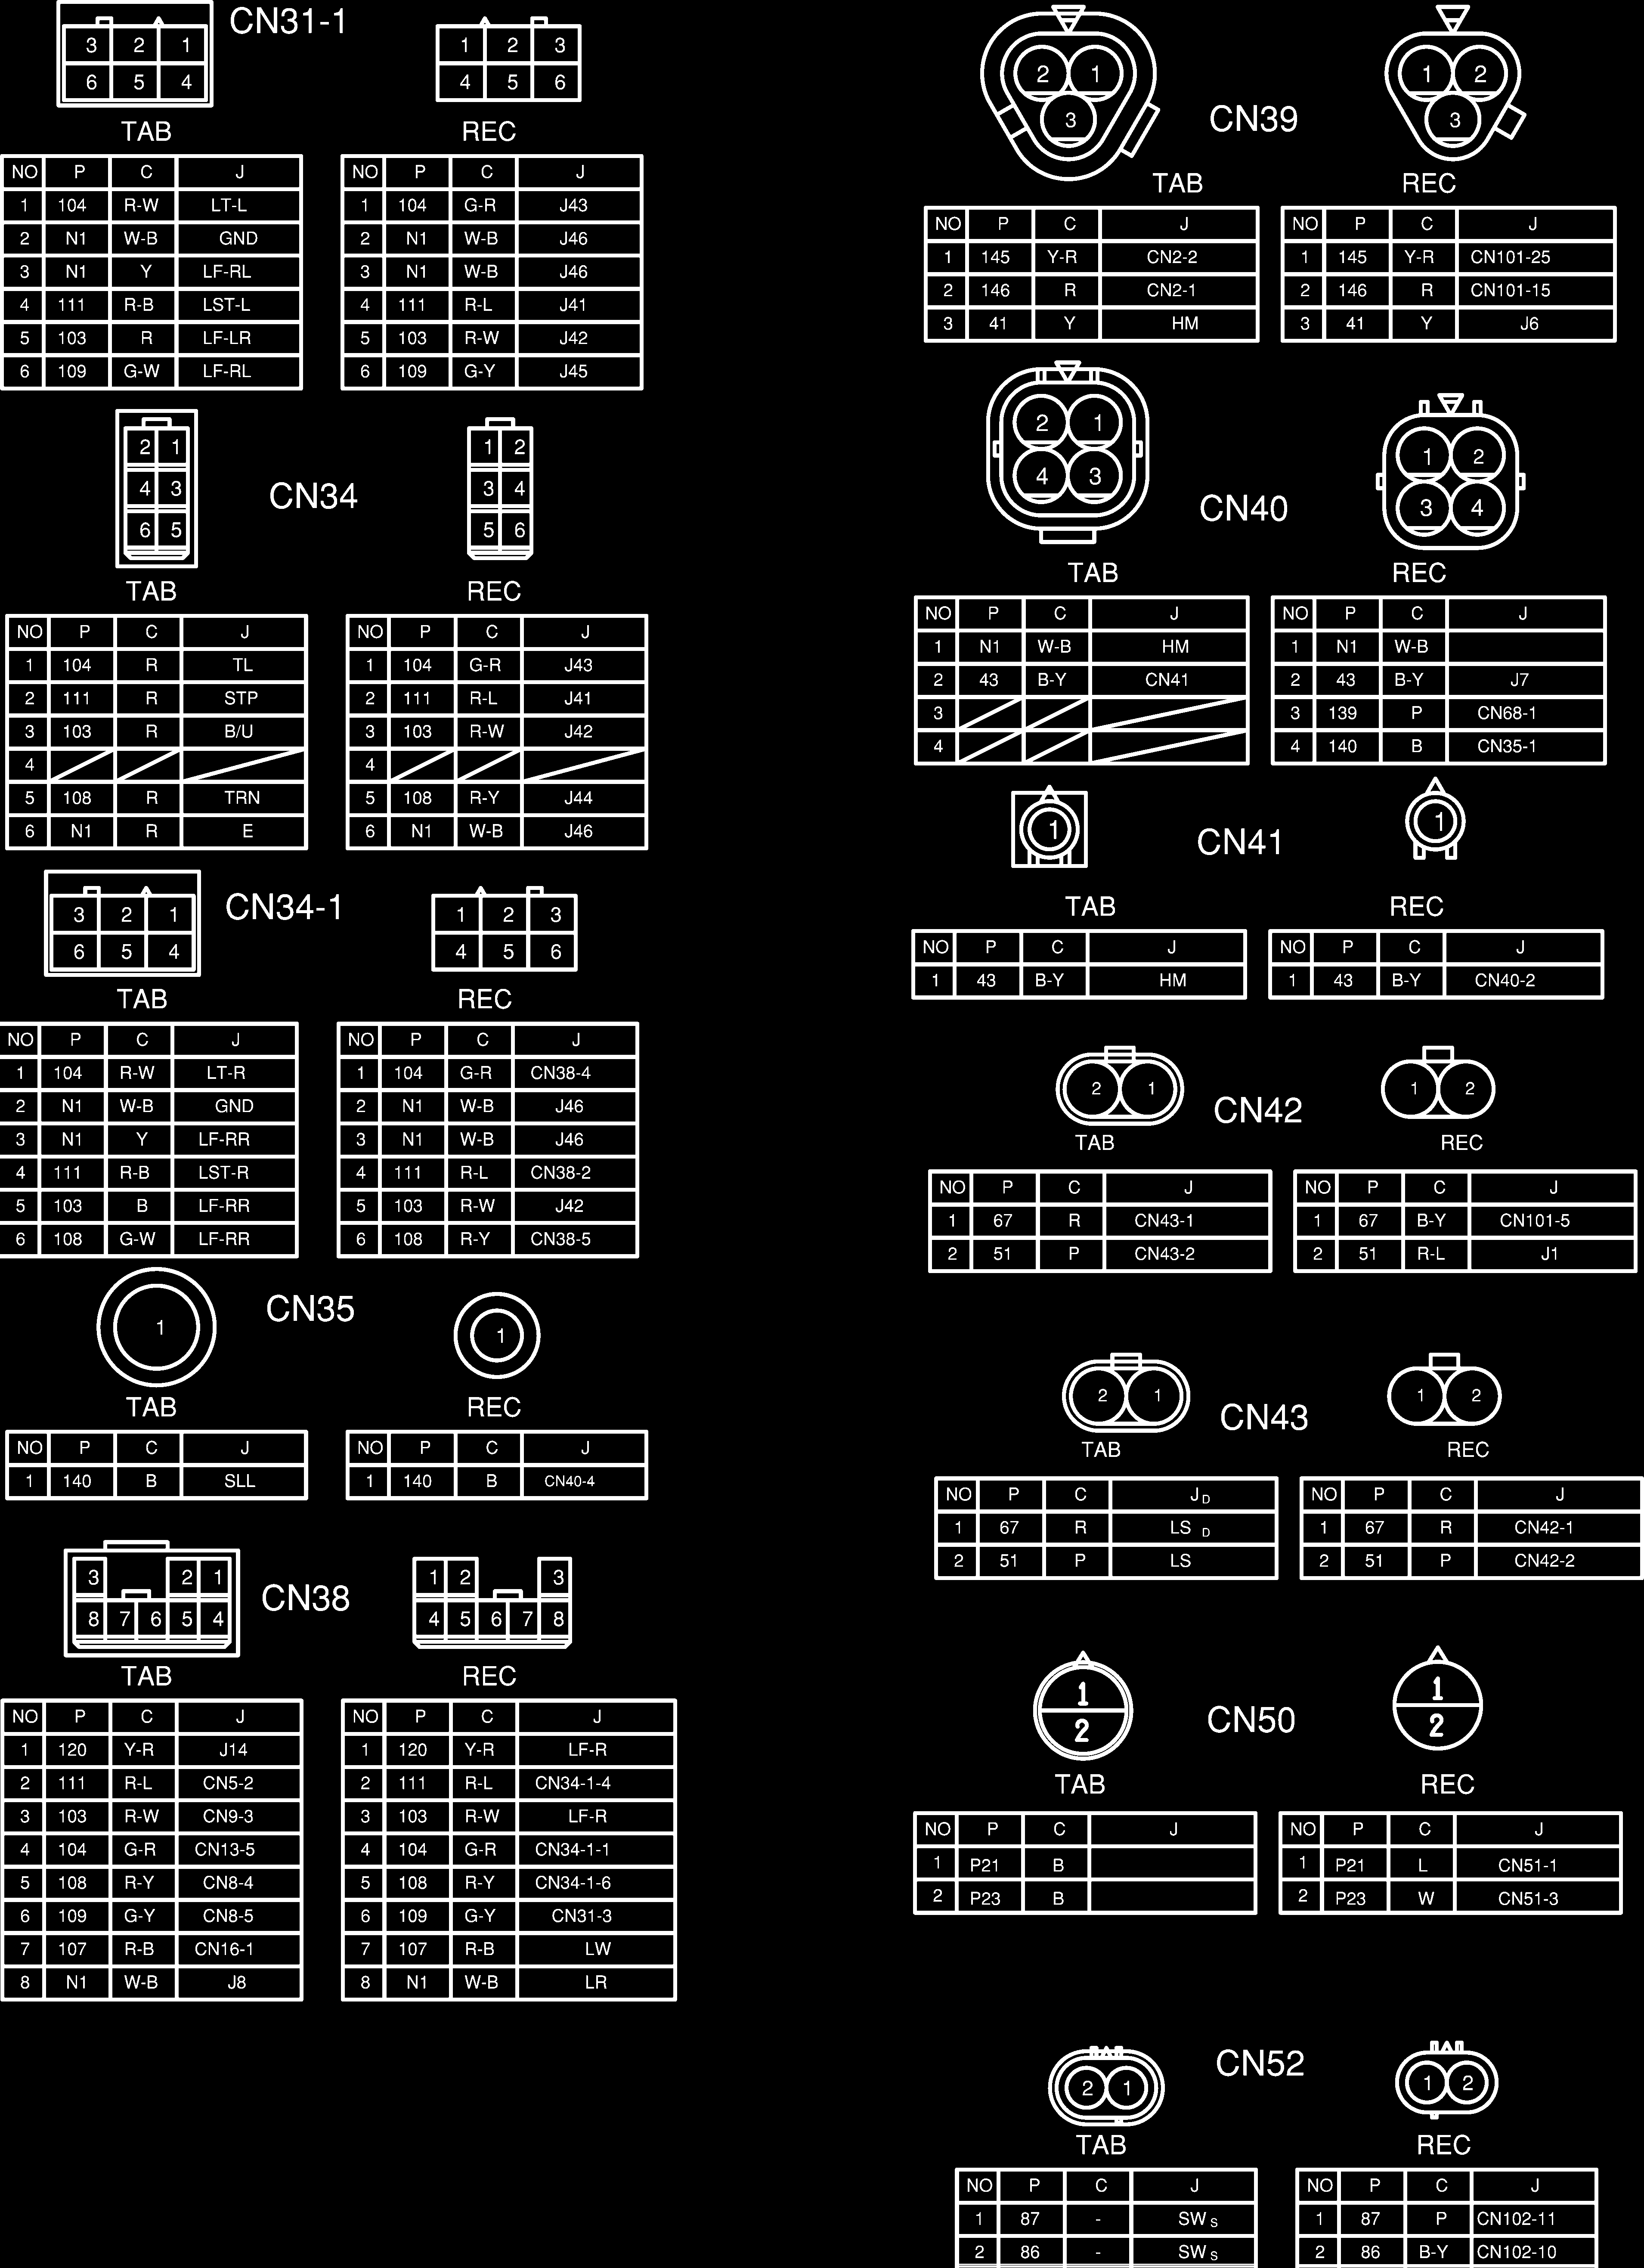 CN31-1
3 2 1
6 5 4
1 2 3
4 5 6
TAB
REC
NO P C J
1 104 R-W LT-L
2 N1 W-B GND
3 N1 Y LF-RL
4 111 R-B LST-L
5 103 R LF-LR
6 109 G-W LF-RL
NO P C J
1 104 G-R J43
2 N1 W-B J46
3 N1 W-B J46
4 111 R-L J41
5 103 R-W J42
6 109 G-Y J45
CN34
2 1
4 3
6 5
1 2
3 4
5 6
TAB
REC
NO P C J
1 104 R TL
2 111 R STP
3 103 R B/U
4
5 108 R TRN
6 N1 R E
NO P C J
1 104 G-R J43
2 111 R-L J41
3 103 R-W J42
4
5 108 R-Y J44
6 N1 W-B J46
CN34-1
3 2 1
6 5 4
1 2 3
4 5 6
TAB
REC
NO P C J
1 104 R-W LT-R
2 N1 W-B GND
3 N1 Y LF-RR
4 111 R-B LST-R
5 103 B LF-RR
6 108 G-W LF-RR
NO P C J
1 104 G-R CN38-4
2 N1 W-B J46
3 N1 W-B J46
4 111 R-L CN38-2
5 103 R-W J42
6 108 R-Y CN38-5
CN35
1
1
TAB
REC
NO P C J
1 140 B SLL
NO P C J
1 140 B CN40-4
CN38
3 2 1
8 7 6 5 4
1 2 3
4 5 6 7 8
TAB
REC
NO P C J
1 120 Y-R J14
2 111 R-L CN5-2
3 103 R-W CN9-3
4 104 G-R CN13-5
5 108 R-Y CN8-4
6 109 G-Y CN8-5
7 107 R-B CN16-1
8 N1 W-B J8
NO P C J
1 120 Y-R LF-R
2 111 R-L CN34-1-4
3 103 R-W LF-R
4 104 G-R CN34-1-1
5 108 R-Y CN34-1-6
6 109 G-Y CN31-3
7 107 R-B LW
8 N1 W-B LR
CN39
2 1
3
1 2
3
TAB
REC
NO P C J
1 145 Y-R CN2-2
2 146 R CN2-1
3 41 Y HM
NO P C J
1 145 Y-R CN101-25
2 146 R CN101-15
3 41 Y J6
CN40
2 1
4 3
1 2
3 4
TAB
REC
NO P C J
1 N1 W-B HM
2 43 B-Y CN41
3
4
NO P C J
1 N1 W-B
2 43 B-Y J7
3 139 P CN68-1
4 140 B CN35-1
CN41
1
1
TAB
REC
NO P C J
1 43 B-Y HM
NO P C J
1 43 B-Y CN40-2
CN42
2 1
1 2
TAB
REC
NO P C J
1 67 R CN43-1
2 51 P CN43-2
NO P C J
1 67 B-Y CN101-5
2 51 R-L J1
CN43
2 1
1 2
TAB
REC
NO P C J D
1 67 R LS D
2 51 P LS
NO P C J
1 67 R CN42-1
2 51 P CN42-2
CN50
1
2
1
2
TAB
REC
NO P C J
1 P21 B
2 P23 B
NO P C J
1 P21 L CN51-1
2 P23 W CN51-3
CN52
2 1
1 2
TAB
REC
NO P C J
1 87 - SW S
2 86 - SW S
NO P C J
1 87 P CN102-11
2 86 B-Y CN102-10